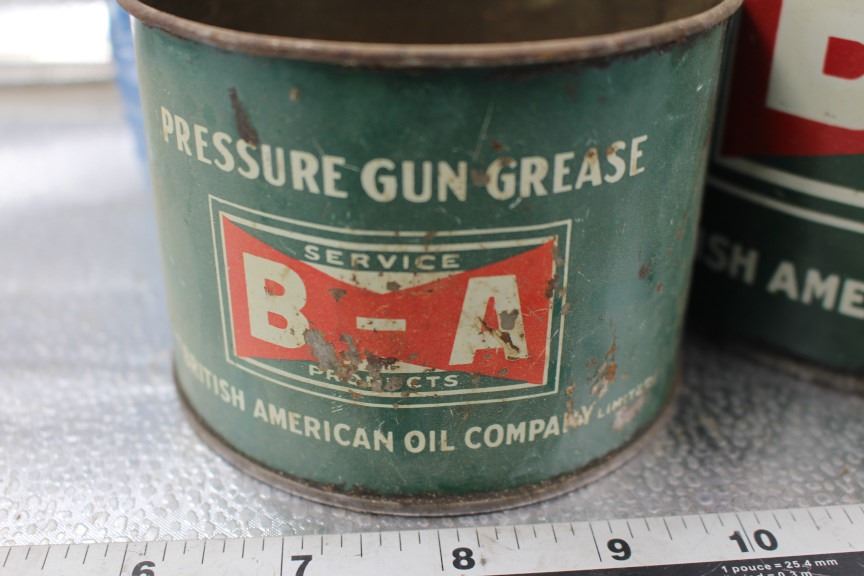 PRESSURE GUN GREASE
SERVICE
B-A
PRODUCTS
BRITISH AMERICAN OIL COMPANY LIMITED
SH AME
6 7 8 9 10
1 pouce = 25.4 mm